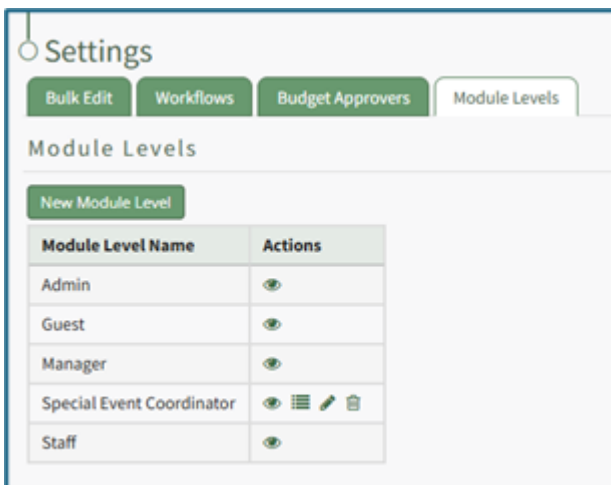 Settings
Bulk Edit Workflows Budget Approvers Module Levels
Module Levels
New Module Level
Module Level Name Actions
Admin
Guest
Manager
Special Event Coordinator
Staff